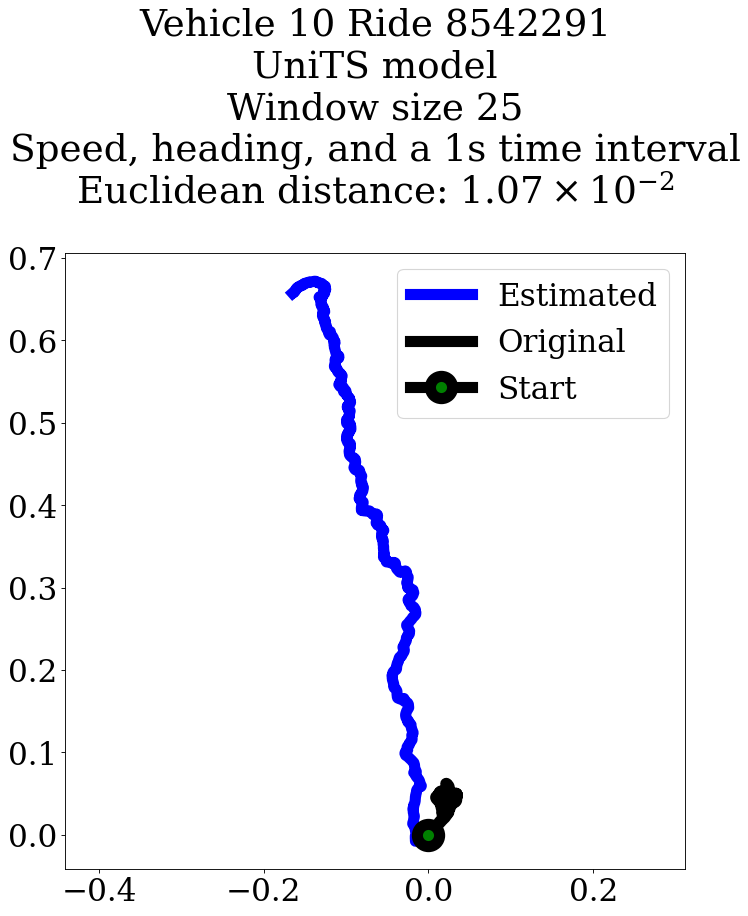 Vehicle 10 Ride 8542291
UniTS model
Window size 25
Speed, heading, and a 1s time interval
Euclidean distance: 1.07 × 10⁻²
0.7
0.6
0.5
0.4
0.3
0.2
0.1
0.0
Estimated
Original
Start
−0.4
−0.2
0.0
0.2